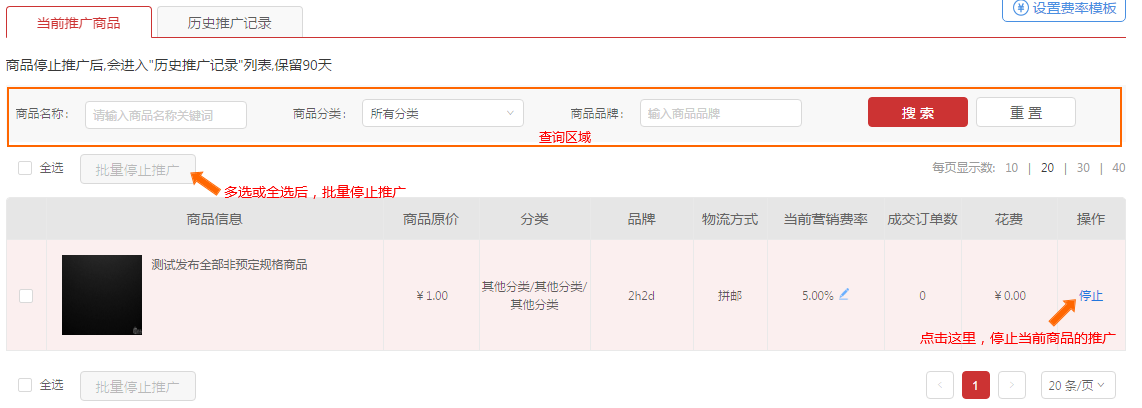 当前推广商品 历史推广记录 设置费率模板
商品停止推广后,会进入"历史推广记录"列表,保留90天
商品名称: 请输入商品名称关键词 商品分类: 所有分类 商品品牌: 输入商品品牌 搜 索 重 置
查询区域
全选 批量停止推广 每页显示数: 10 | 20 | 30 | 40
多选或全选后，批量停止推广
商品信息 商品原价 分类 品牌 物流方式 当前营销费率 成交订单数 花费 操作
测试发布全部非预定规格商品
¥ 1.00 其他分类/其他分类/ 2h2d 拼邮 5.00% 0 ¥ 0.00 停止
其他分类
点击这里，停止当前商品的推广
全选 批量停止推广 < 1 > 20 条/页